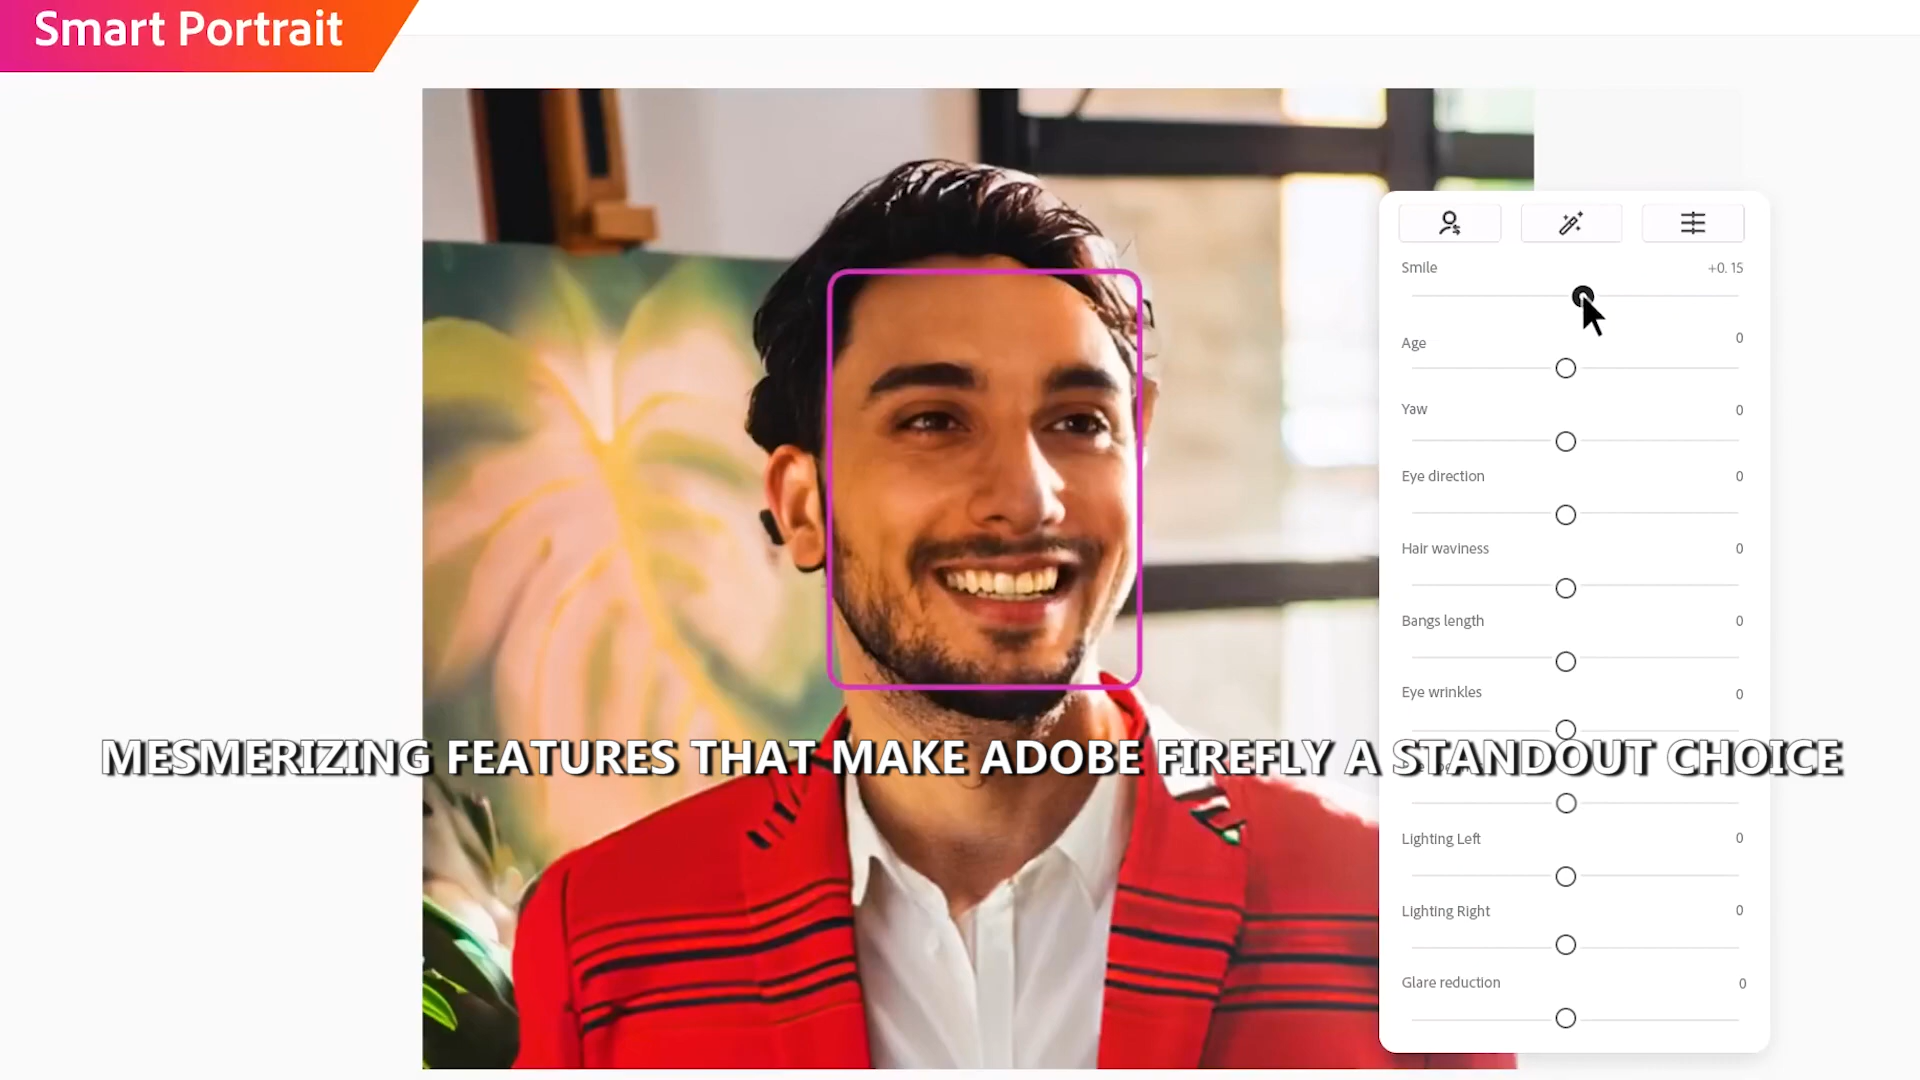 Smart Portrait
Smile +0.15
Age 0
Yaw 0
Eye direction 0
Hair waviness 0
Bangs length 0
Eye wrinkles 0
MESMERIZING FEATURES THAT MAKE ADOBE FIREFLY A STANDOUT CHOICE
Lighting Left 0
Lighting Right 0
Glare reduction 0